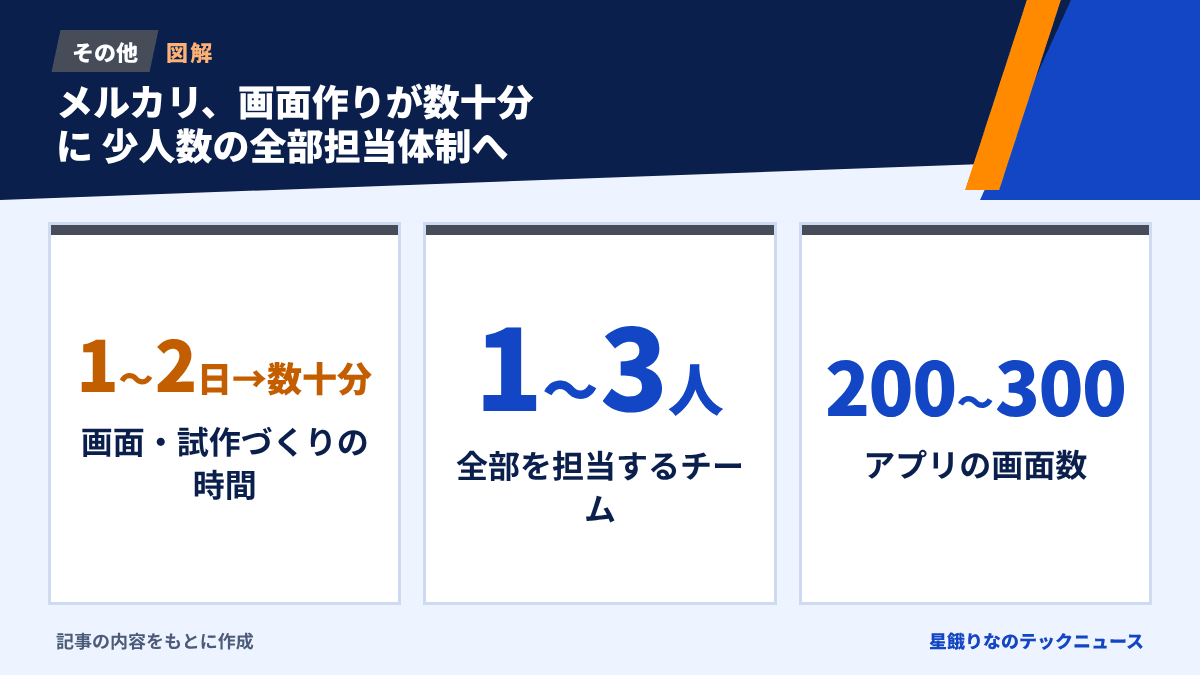 その他 図解
メルカリ、画面作りが数十分
に 少人数の全部担当体制へ
1～2日→数十分
画面・試作づくりの
時間
1～3人
全部を担当するチー
ム
200～300
アプリの画面数
記事の内容をもとに作成
星餓りなのテックニュース